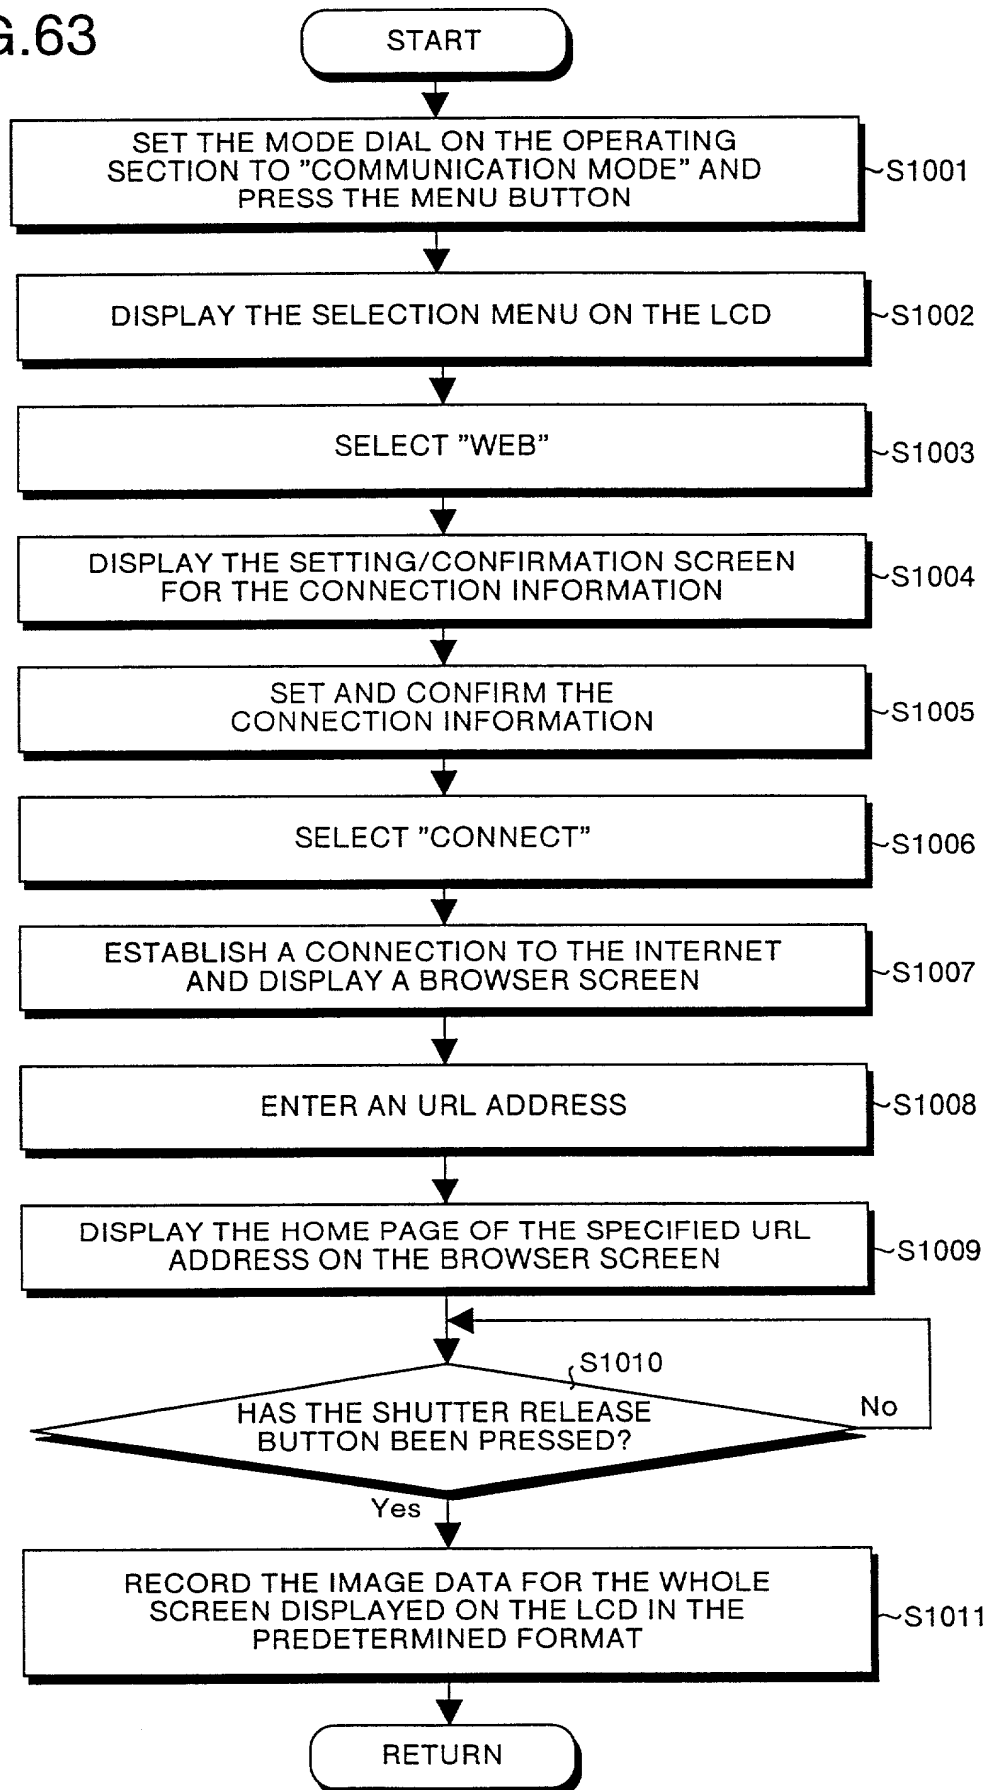 G.63
START
SET THE MODE DIAL ON THE OPERATING
SECTION TO ”COMMUNICATION MODE” AND
PRESS THE MENU BUTTON
S1001
DISPLAY THE SELECTION MENU ON THE LCD
S1002
SELECT ”WEB”
S1003
DISPLAY THE SETTING/CONFIRMATION SCREEN
FOR THE CONNECTION INFORMATION
S1004
SET AND CONFIRM THE
CONNECTION INFORMATION
S1005
SELECT ”CONNECT”
S1006
ESTABLISH A CONNECTION TO THE INTERNET
AND DISPLAY A BROWSER SCREEN
S1007
ENTER AN URL ADDRESS
S1008
DISPLAY THE HOME PAGE OF THE SPECIFIED URL
ADDRESS ON THE BROWSER SCREEN
S1009
S1010
HAS THE SHUTTER RELEASE
BUTTON BEEN PRESSED?
No
Yes
RECORD THE IMAGE DATA FOR THE WHOLE
SCREEN DISPLAYED ON THE LCD IN THE
PREDETERMINED FORMAT
S1011
RETURN